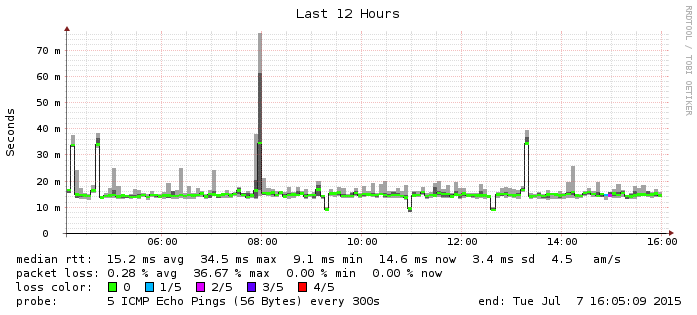 Last 12 Hours
RRDTOOL / TOBI OETIKER
Seconds
70 m
60 m
50 m
40 m
30 m
20 m
10 m
0
06:00 08:00 10:00 12:00 14:00 16:00
median rtt: 15.2 ms avg 34.5 ms max 9.1 ms min 14.6 ms now 3.4 ms sd 4.5 am/s
packet loss: 0.28 % avg 36.67 % max 0.00 % min 0.00 % now
loss color: 0 1/5 2/5 3/5 4/5
probe: 5 ICMP Echo Pings (56 Bytes) every 300s end: Tue Jul 7 16:05:09 2015